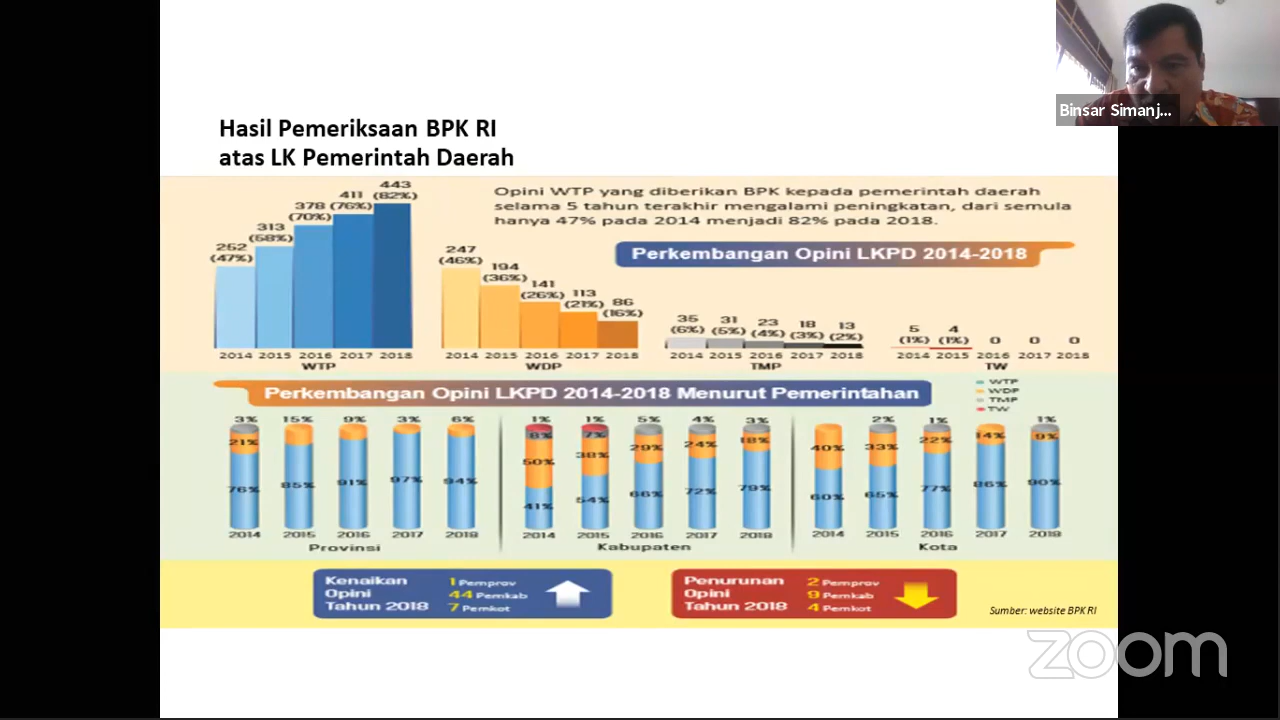 Binsar Simanj...
Hasil Pemeriksaan BPK RI
atas LK Pemerintah Daerah
Opini WTP yang diberikan BPK kepada pemerintah daerah
selama 5 tahun terakhir mengalami peningkatan, dari semula
hanya 47% pada 2014 menjadi 82% pada 2018.
Perkembangan Opini LKPD 2014-2018
252 313 378 411 443
(47%) (58%) (70%) (76%) (82%)
2014 2015 2016 2017 2018
WTP
247 194 141 113 86
(46%) (36%) (26%) (21%) (16%)
2014 2015 2016 2017 2018
WDP
35 31 23 18 13
(6%) (5%) (4%) (3%) (2%)
2014 2015 2016 2017 2018
TMP
5 4 0 0 0
(1%) (1%)
2014 2015 2016 2017 2018
TW
Perkembangan Opini LKPD 2014-2018 Menurut Pemerintahan
WTP
WDP
TMP
TW
3% 15% 9% 3% 6%
21%
76% 85% 91% 97% 94%
2014 2015 2016 2017 2018
Provinsi
1% 1% 5% 4% 3%
8% 7%
50% 38% 29% 24% 18%
41% 54% 66% 72% 79%
2014 2015 2016 2017 2018
Kabupaten
2% 1% 1%
40% 33% 22% 14% 9%
60% 65% 77% 86% 90%
2014 2015 2016 2017 2018
Kota
Kenaikan
Opini
Tahun 2018
1 Pemprov
44 Pemkab
7 Pemkot
Penurunan
Opini
Tahun 2018
2 Pemprov
9 Pemkab
4 Pemkot
Sumber: website BPK RI
zoom